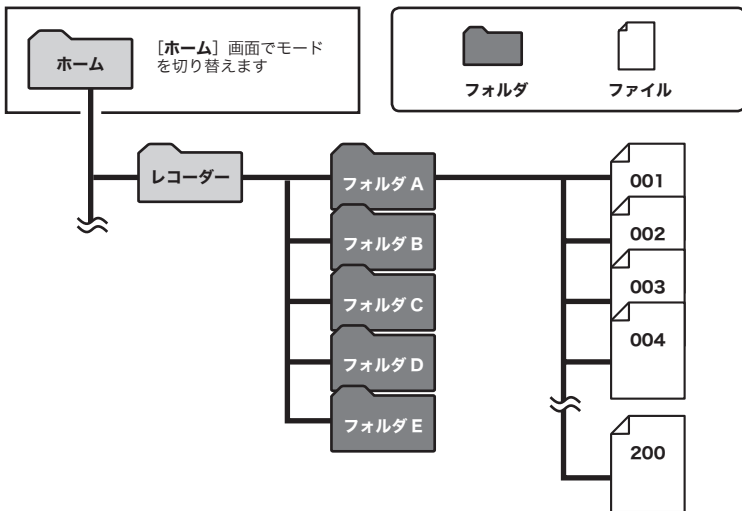 ホーム
［ホーム］画面でモード
を切り替えます
フォルダ
ファイル
レコーダー
フォルダ A
フォルダ B
フォルダ C
フォルダ D
フォルダ E
001
002
003
004
200